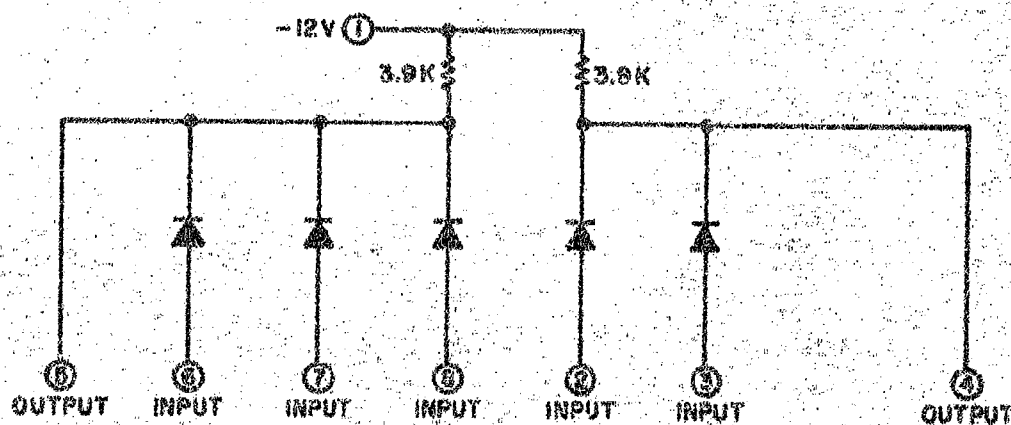 -12V 1
3.9K 3.9K
5 6 7 8 2 3 4
OUTPUT INPUT INPUT INPUT INPUT INPUT OUTPUT